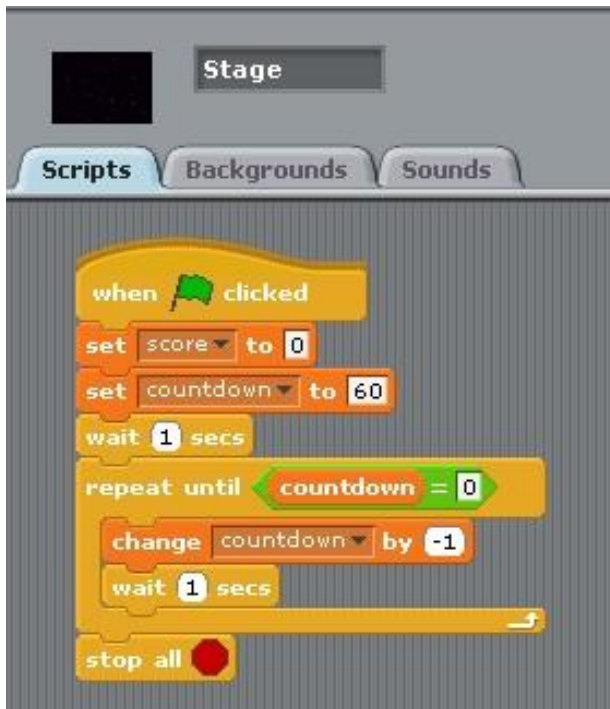 Stage
Scripts Backgrounds Sounds
when clicked
set score to 0
set countdown to 60
wait 1 secs
repeat until countdown = 0
change countdown by -1
wait 1 secs
stop all